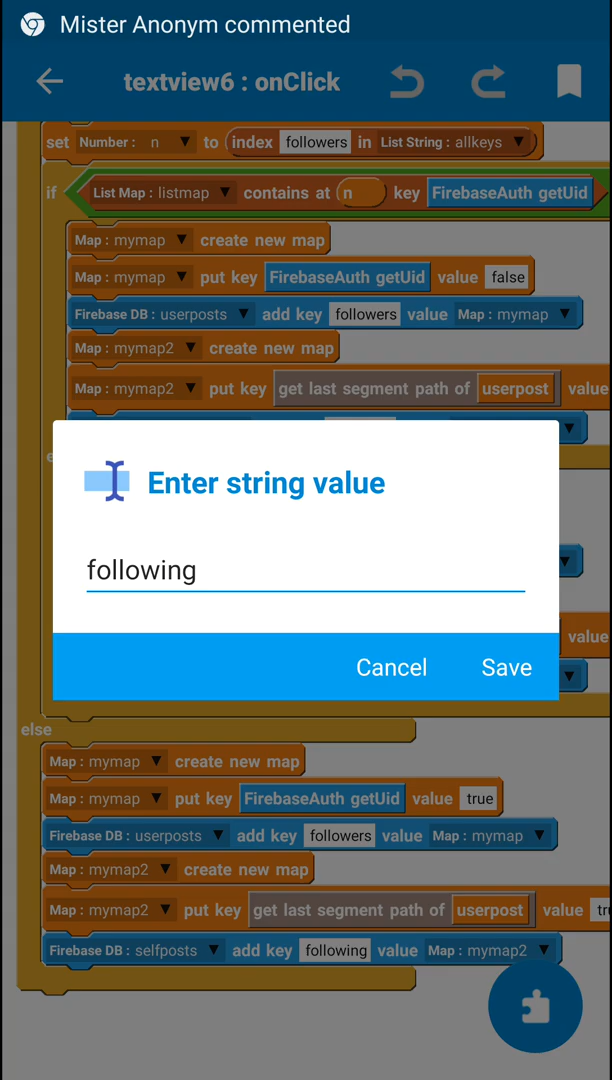 Mister Anonym commented
textview6 : onClick
set Number : n to index followers in List String : allkeys
if List Map : listmap contains at n key FirebaseAuth getUid
Map : mymap create new map
Map : mymap put key FirebaseAuth getUid value false
Firebase DB : userposts add key followers value Map : mymap
Map : mymap2 create new map
Map : mymap2 put key get last segment path of userpost value
Enter string value
following
value
Cancel Save
else
Map : mymap create new map
Map : mymap put key FirebaseAuth getUid value true
Firebase DB : userposts add key followers value Map : mymap
Map : mymap2 create new map
Map : mymap2 put key get last segment path of userpost value
Firebase DB : selfposts add key following value Map : mymap2